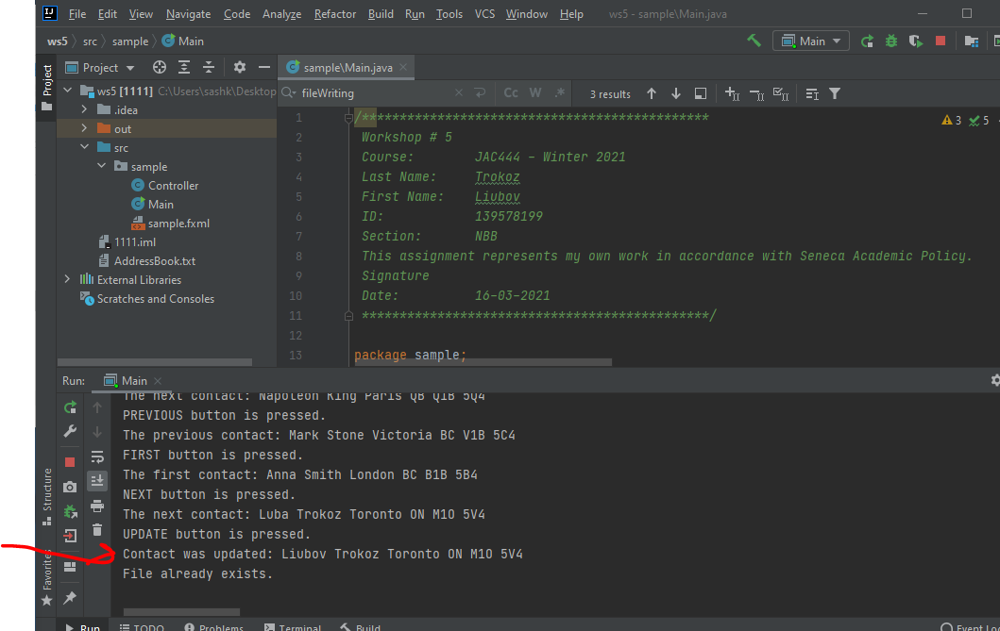 File Edit View Navigate Code Analyze Refactor Build Run Tools VCS Window Help ws5 - sample\Main.java
ws5 src sample Main
Main
Project
Project
sample\Main.java
ws5 [1111] C:\Users\sashk\Desktop
.idea
out
src
sample
Controller
Main
sample.fxml
1111.iml
AddressBook.txt
External Libraries
Scratches and Consoles
fileWriting Cc W .* 3 results
3 5
1 /**********************************************
2 Workshop # 5
3 Course: JAC444 - Winter 2021
4 Last Name: Trokoz
5 First Name: Liubov
6 ID: 139578199
7 Section: NBB
8 This assignment represents my own work in accordance with Seneca Academic Policy.
9 Signature
10 Date: 16-03-2021
11 **********************************************/
12
13 package sample;
Run: Main
The next contact: Napoleon King Paris QB Q1B 5Q4
PREVIOUS button is pressed.
The previous contact: Mark Stone Victoria BC V1B 5C4
FIRST button is pressed.
The first contact: Anna Smith London BC B1B 5B4
NEXT button is pressed.
The next contact: Luba Trokoz Toronto ON M1O 5V4
UPDATE button is pressed.
Contact was updated: Liubov Trokoz Toronto ON M1O 5V4
File already exists.
Structure
Favorites
Run TODO Problems Terminal Build Event Lo